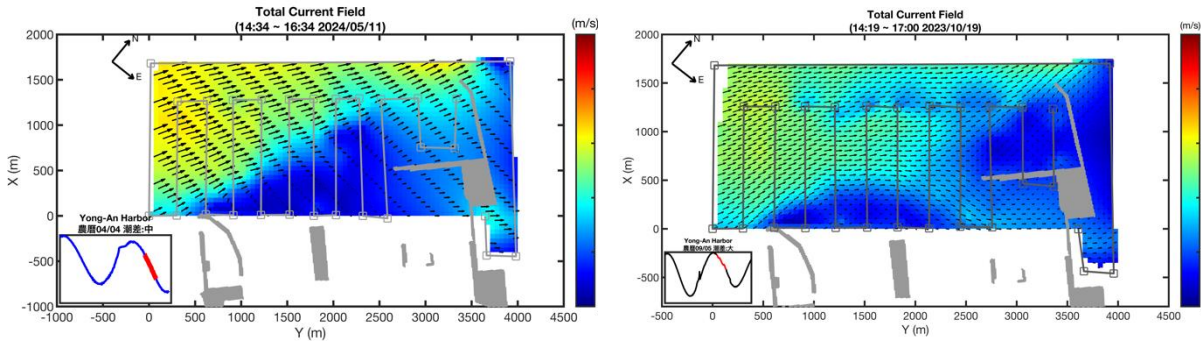 Total Current Field
(14:34 ~ 16:34 2024/05/11)
(m/s)
2000
1500
1000
500
0
-500
-1000
X (m)
N
E
Yong-An Harbor
農曆04/04 潮差:中
-1000 -500 0 500 1000 1500 2000 2500 3000 3500 4000 4500
Y (m)
Total Current Field
(14:19 ~ 17:00 2023/10/19)
(m/s)
2000
1500
1000
500
0
-500
X (m)
N
E
Yong-An Harbor
農曆09/05 潮差:大
-500 0 500 1000 1500 2000 2500 3000 3500 4000 4500
Y (m)